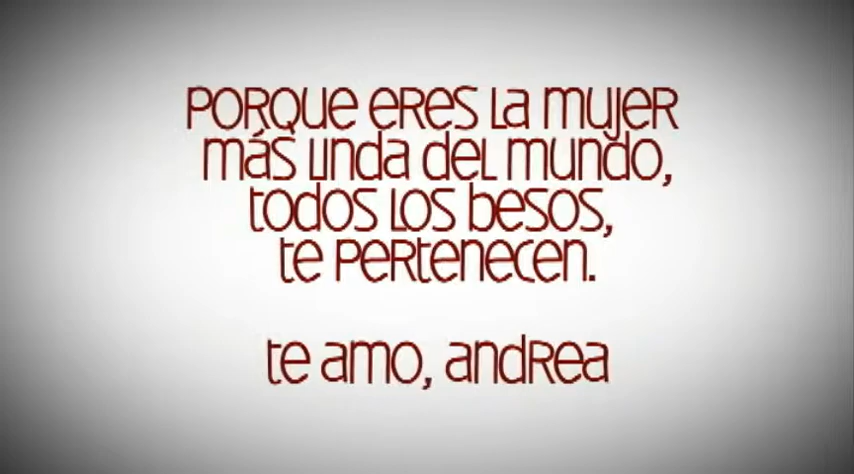 PORQUE eres LA mUJER
más LINDA deL mUNDO,
todos LOS besos,
te pertenecen.
te amo, andrea